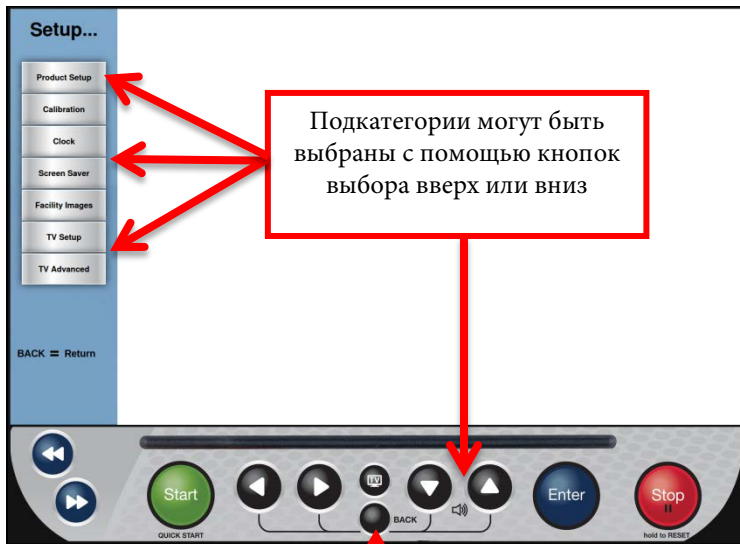 Setup...
Product Setup
Calibration
Clock
Screen Saver
Facility Images
TV Setup
TV Advanced
BACK = Return
Подкатегории могут быть
выбраны с помощью кнопок
выбора вверх или вниз
Start
QUICK START
TV
BACK
Enter
Stop
hold to RESET